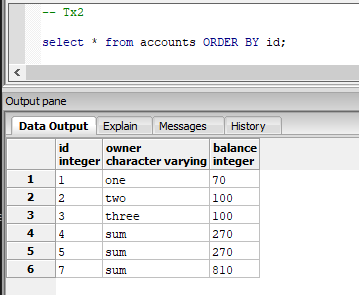 -- Tx2
select * from accounts ORDER BY id;
Output pane
Data Output Explain Messages History
id owner balance
integer character varying integer
1 1 one 70
2 2 two 100
3 3 three 100
4 4 sum 270
5 5 sum 270
6 7 sum 810